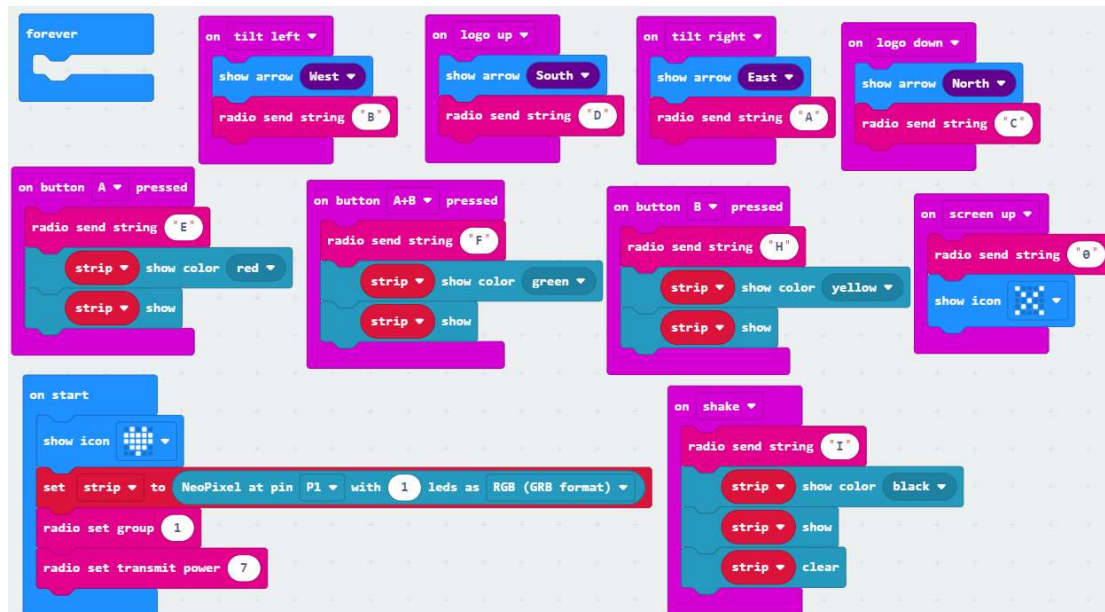 forever
on tilt left
show arrow West
radio send string "B"
on logo up
show arrow South
radio send string "D"
on tilt right
show arrow East
radio send string "A"
on logo down
show arrow North
radio send string "C"
on button A pressed
radio send string "E"
strip show color red
strip show
on button A+B pressed
radio send string "F"
strip show color green
strip show
on button B pressed
radio send string "H"
strip show color yellow
strip show
on screen up
radio send string "0"
show icon
on start
show icon
set strip to NeoPixel at pin P1 with 1 leds as RGB (GRB format)
radio set group 1
radio set transmit power 7
on shake
radio send string "I"
strip show color black
strip show
strip clear